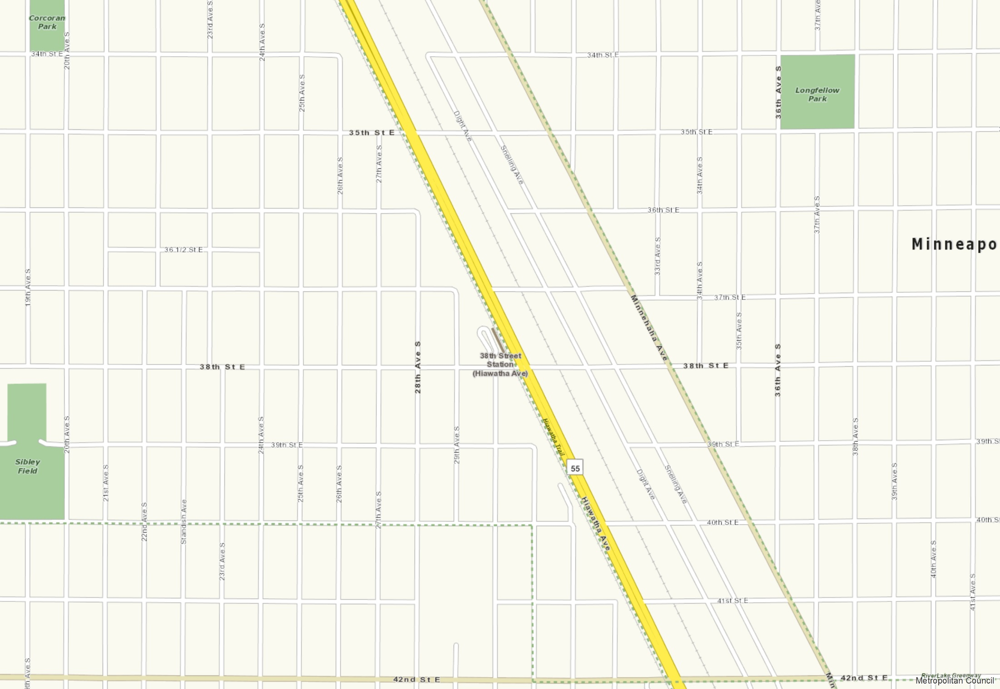 Corcoran
Park
34th St E
20th Ave S
23rd Ave S
24th Ave S
25th Ave S
34th St E
37th Ave
36th Ave S
Longfellow
Park
35th St E
Dight Ave
35th St E
26th Ave S
27th Ave S
Snelling Ave
34th Ave S
36th St E
37th Ave S
36 1/2 St E
33rd Ave S
Minneapo
19th Ave S
34th Ave S
37th St E
Minnehaha Ave
35th Ave S
28th Ave S
38th Street
Station
(Hiawatha Ave)
38th St E
38th St E
36th Ave S
20th Ave S
24th Ave S
39th St E
29th Ave S
Hiawatha Trail
39th St E
38th Ave S
39th S
Sibley
Field
55
21st Ave S
25th Ave S
26th Ave S
27th Ave S
Dight Ave
Snelling Ave
39th Ave S
22nd Ave S
Standish Ave
Hiawatha Ave
40th St E
40th St
23rd Ave S
40th Ave S
41st Ave S
41st St E
9th Ave S
42nd St E
Min
42nd St E
RiverLake Greenway
Metropolitan Council